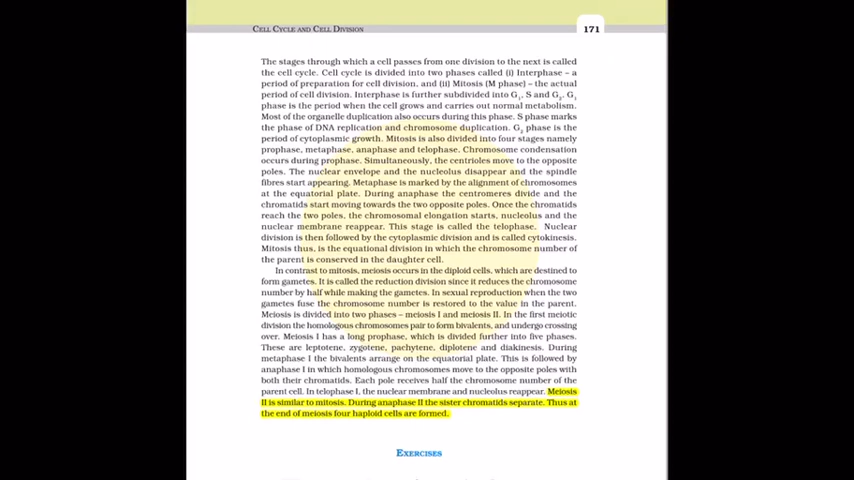 CELL CYCLE AND CELL DIVISION
171
The stages through which a cell passes from one division to the next is called
the cell cycle. Cell cycle is divided into two phases called (i) Interphase – a
period of preparation for cell division, and (ii) Mitosis (M phase) – the actual
period of cell division. Interphase is further subdivided into G1, S and G2. G1
phase is the period when the cell grows and carries out normal metabolism.
Most of the organelle duplication also occurs during this phase. S phase marks
the phase of DNA replication and chromosome duplication. G2 phase is the
period of cytoplasmic growth. Mitosis is also divided into four stages namely
prophase, metaphase, anaphase and telophase. Chromosome condensation
occurs during prophase. Simultaneously, the centrioles move to the opposite
poles. The nuclear envelope and the nucleolus disappear and the spindle
fibres start appearing. Metaphase is marked by the alignment of chromosomes
at the equatorial plate. During anaphase the centromeres divide and the
chromatids start moving towards the two opposite poles. Once the chromatids
reach the two poles, the chromosomal elongation starts, nucleolus and the
nuclear membrane reappear. This stage is called the telophase. Nuclear
division is then followed by the cytoplasmic division and is called cytokinesis.
Mitosis thus, is the equational division in which the chromosome number of
the parent is conserved in the daughter cell.
In contrast to mitosis, meiosis occurs in the diploid cells, which are destined to
form gametes. It is called the reduction division since it reduces the chromosome
number by half while making the gametes. In sexual reproduction when the two
gametes fuse the chromosome number is restored to the value in the parent.
Meiosis is divided into two phases – meiosis I and meiosis II. In the first meiotic
division the homologous chromosomes pair to form bivalents, and undergo crossing
over. Meiosis I has a long prophase, which is divided further into five phases.
These are leptotene, zygotene, pachytene, diplotene and diakinesis. During
metaphase I the bivalents arrange on the equatorial plate. This is followed by
anaphase I in which homologous chromosomes move to the opposite poles with
both their chromatids. Each pole receives half the chromosome number of the
parent cell. In telophase I, the nuclear membrane and nucleolus reappear. Meiosis
II is similar to mitosis. During anaphase II the sister chromatids separate. Thus at
the end of meiosis four haploid cells are formed.
EXERCISES